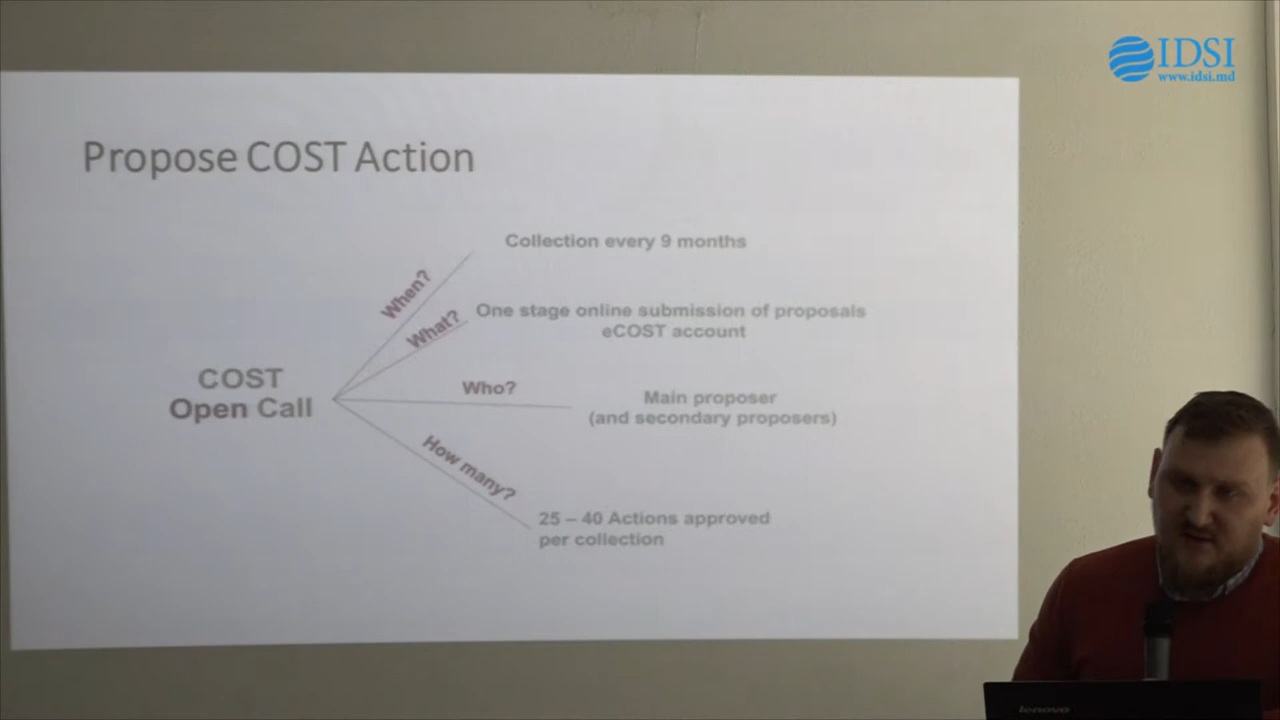 IDSI
www.idsi.md
Propose COST Action
Collection every 9 months
When?
One stage online submission of proposals
eCOST account
What?
COST
Open Call
Who?
Main proposer
(and secondary proposers)
How many?
25 – 40 Actions approved
per collection
lenovo